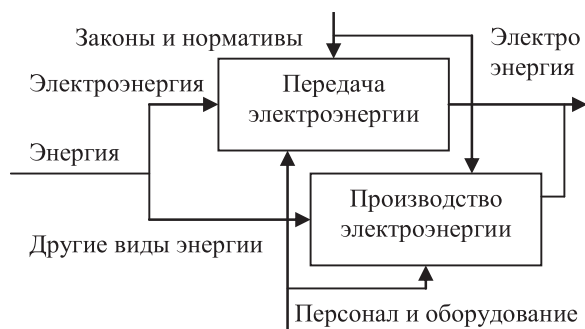 Законы и нормативы
Электро
энергия
Электроэнергия
Передача
электроэнергии
Энергия
Производство
электроэнергии
Другие виды энергии
Персонал и оборудование